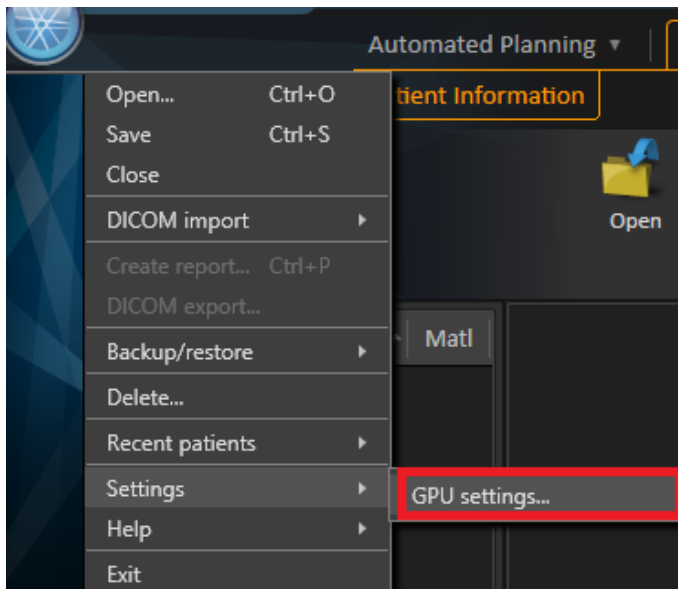 Automated Planning
tient Information
Open... Ctrl+O
Save Ctrl+S
Close
DICOM import
Open
Create report... Ctrl+P
DICOM export...
Matl
Backup/restore
Delete...
Recent patients
Settings
GPU settings...
Help
Exit